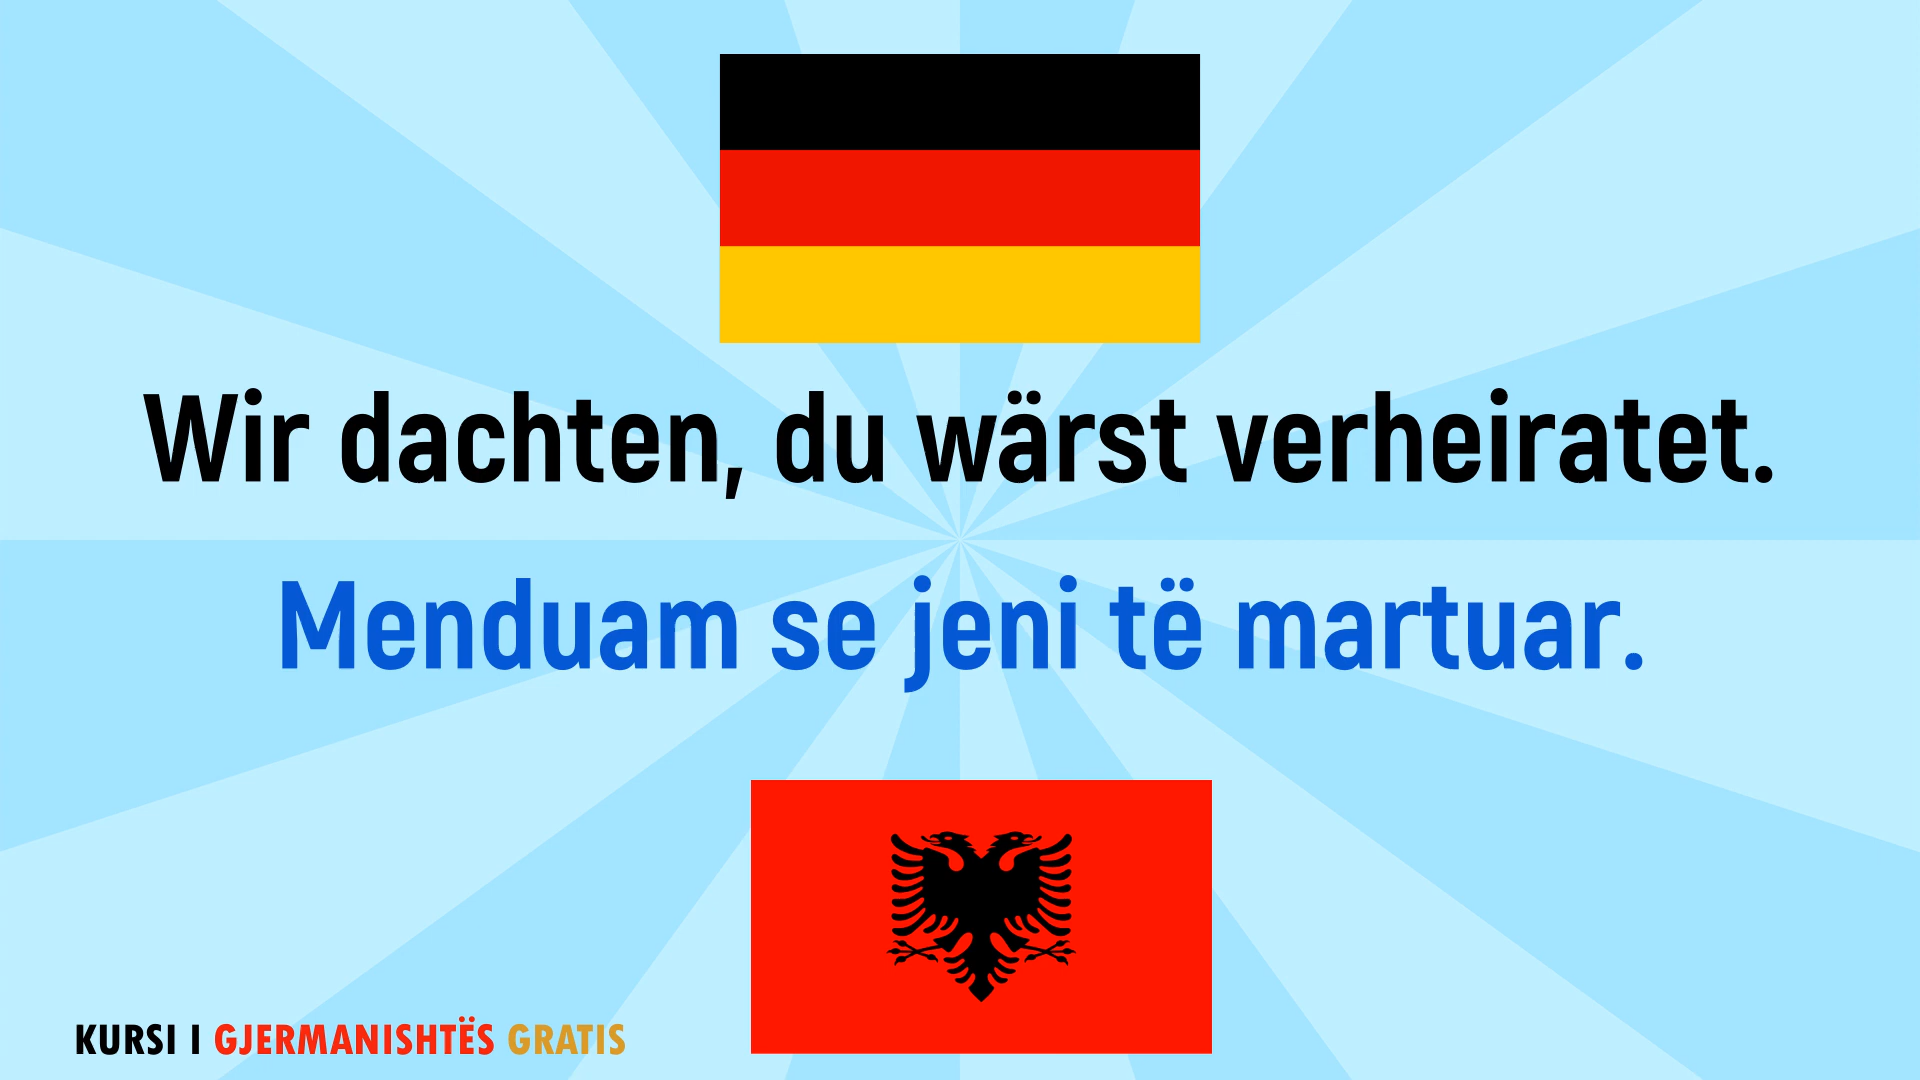 Wir dachten, du wärst verheiratet.
Menduam se jeni të martuar.
KURSI I GJERMANISHTËS GRATIS